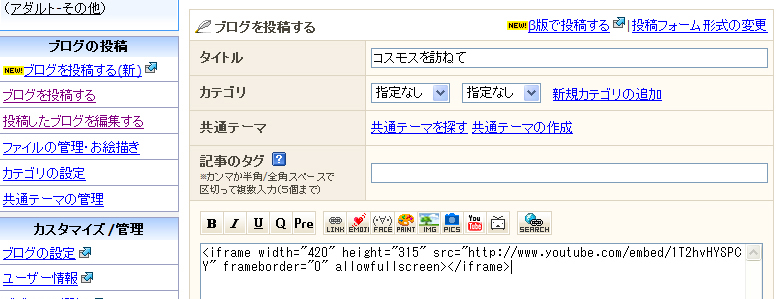 (アダルト-その他)
ブログの投稿
NEW! ブログを投稿する(新)
ブログを投稿する
投稿したブログを編集する
ファイルの管理・お絵描き
カテゴリの設定
共通テーマの管理
カスタマイズ/管理
ブログの設定
ユーザー情報
ブログを投稿する
NEW! β版で投稿する | 投稿フォーム形式の変更
タイトル コスモスを訪ねて
カテゴリ 指定なし 指定なし 新規カテゴリの追加
共通テーマ 共通テーマを探す 共通テーマの作成
記事のタグ ?
※カンマか半角/全角スペースで
区切って複数入力(5個まで)
B I U Q Pre LINK EMOJI (・∀・) FACE PAINT IMG PICS You Tube SEARCH
<iframe width="420" height="315" src="http://www.youtube.com/embed/1T2hvHYSPC
Y" frameborder="0" allowfullscreen></iframe>